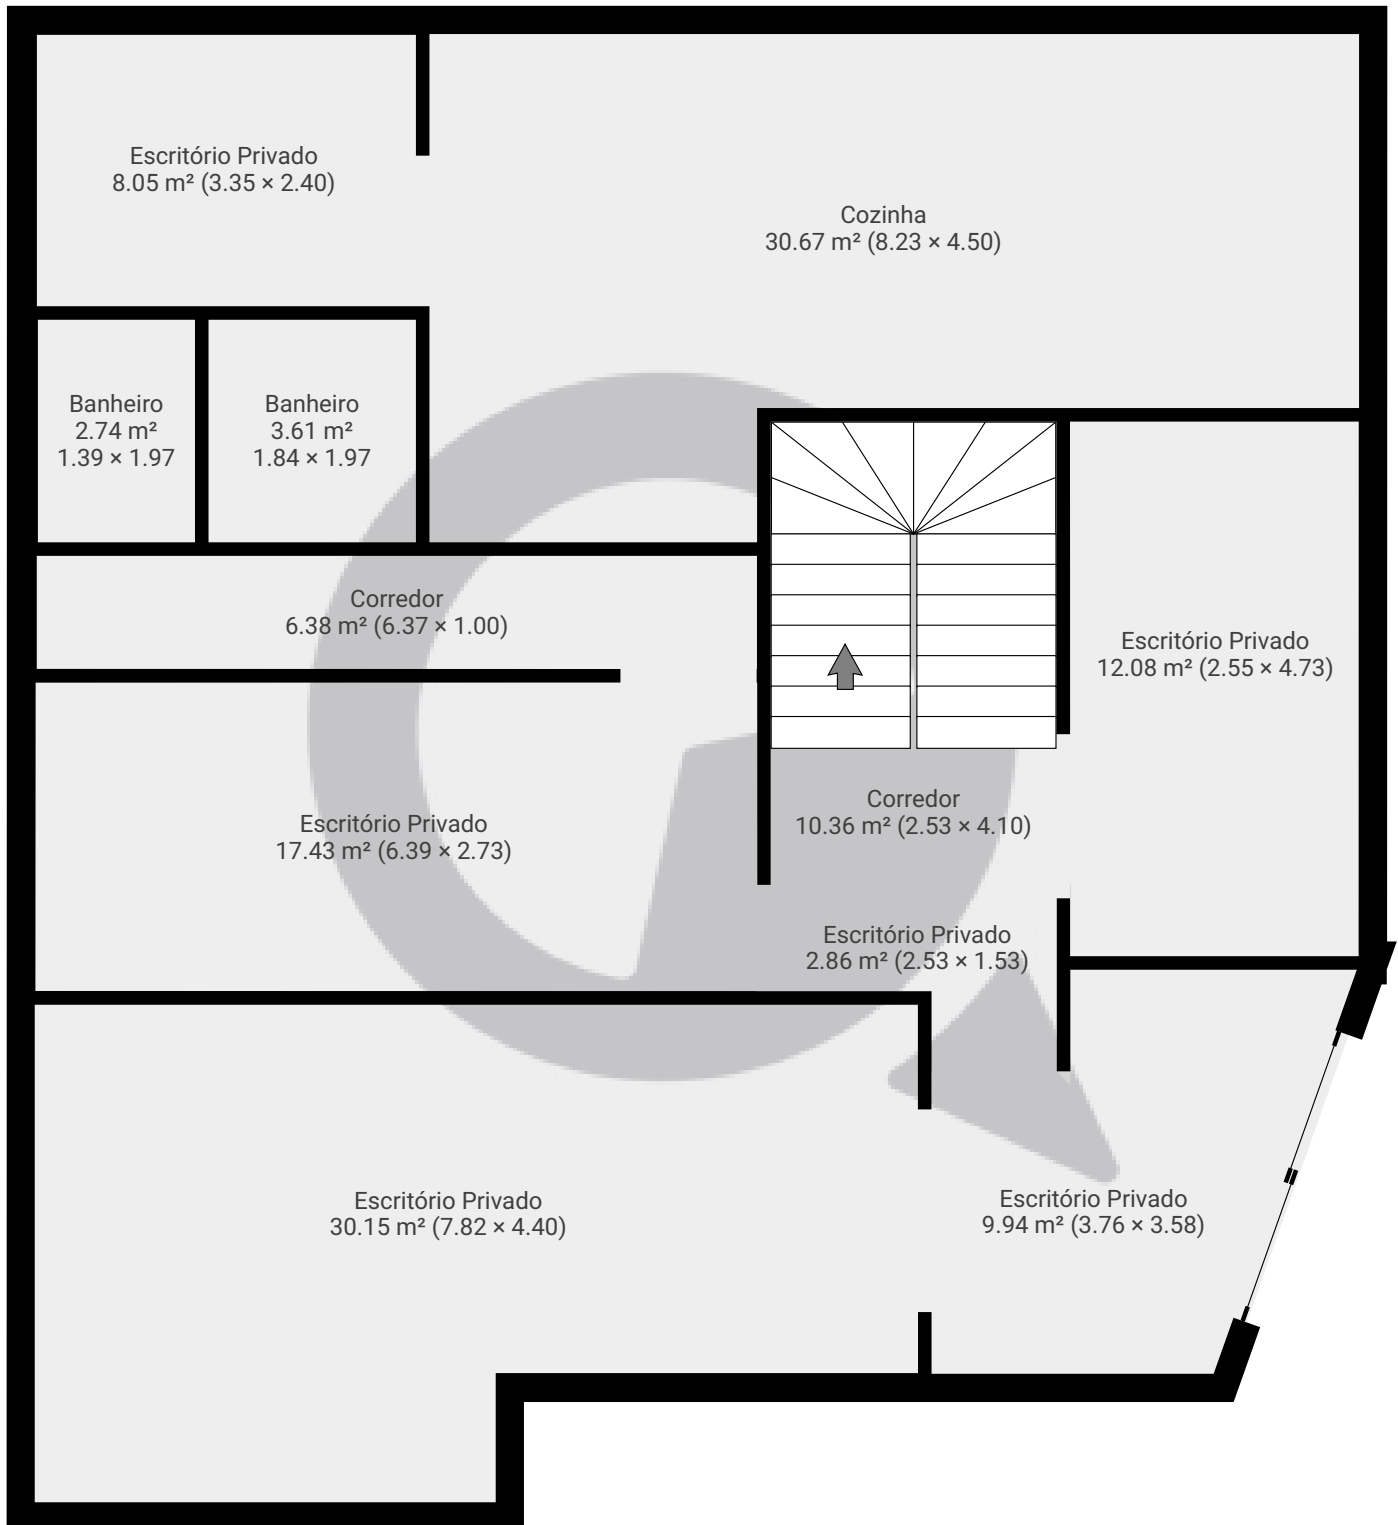 Escritório Privado
8.05 m² (3.35 × 2.40)
Cozinha
30.67 m² (8.23 × 4.50)
Banheiro
2.74 m²
1.39 × 1.97
Banheiro
3.61 m²
1.84 × 1.97
Corredor
6.38 m² (6.37 × 1.00)
Escritório Privado
12.08 m² (2.55 × 4.73)
Escritório Privado
17.43 m² (6.39 × 2.73)
Corredor
10.36 m² (2.53 × 4.10)
Escritório Privado
2.86 m² (2.53 × 1.53)
Escritório Privado
30.15 m² (7.82 × 4.40)
Escritório Privado
9.94 m² (3.76 × 3.58)